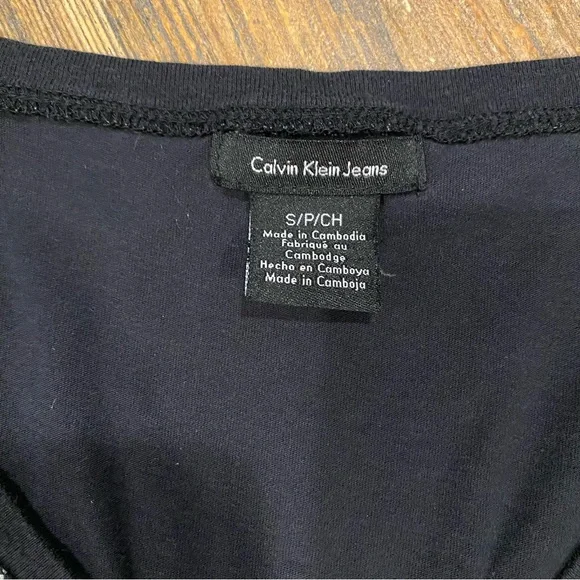 Calvin Klein Jeans
S/P/CH
Made in Cambodia
Fabriqué au
Cambodge
Hecho en Camboya
Made in Camboja